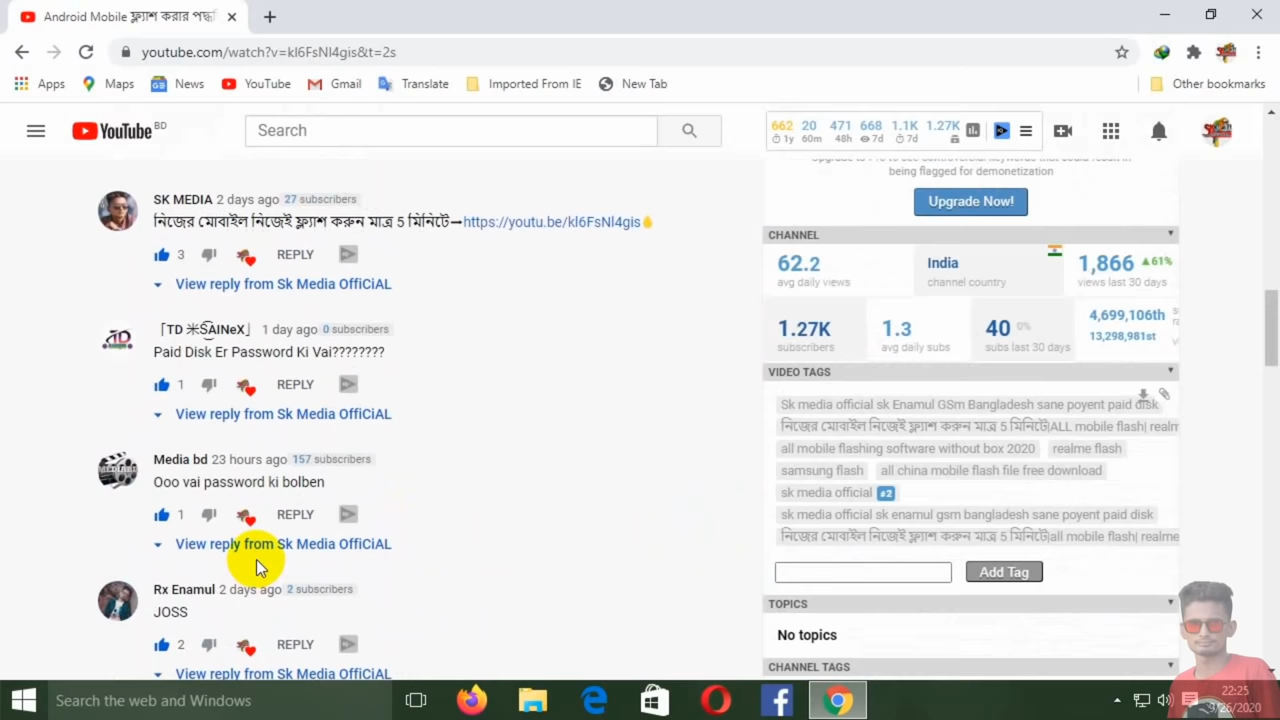 Android Mobile ফ্ল্যাশ করার পদ্ধতি
youtube.com/watch?v=kl6FsNl4gis&t=2s
Apps Maps News YouTube Gmail Translate Imported From IE New Tab Other bookmarks
YouTube BD
Search
662 20 471 668 1.1K 1.27K
1y 60m 48h 7d 7d
being flagged for demonetization
Upgrade Now!
SK MEDIA 2 days ago 27 subscribers
নিজের মোবাইল নিজেই ফ্ল্যাশ করুন মাত্র 5 মিনিটে➞https://youtu.be/kl6FsNl4gis
3 REPLY
View reply from Sk Media OffiCiAL
「TD 米S͜͡AINeX」 1 day ago 0 subscribers
Paid Disk Er Password Ki Vai????????
1 REPLY
View reply from Sk Media OffiCiAL
Media bd 23 hours ago 157 subscribers
Ooo vai password ki bolben
1 REPLY
View reply from Sk Media OffiCiAL
Rx Enamul 2 days ago 2 subscribers
JOSS
2 REPLY
View reply from Sk Media OffiCiAL
CHANNEL
62.2 India 1,866 61%
avg daily views channel country views last 30 days
1.27K 1.3 40 0% 4,699,106th
13,298,981st
subscribers avg daily subs subs last 30 days
VIDEO TAGS
Sk media official sk Enamul GSm Bangladesh sane poyent paid disk
নিজের মোবাইল নিজেই ফ্ল্যাশ করুন মাত্র 5 মিনিটে|ALL mobile flash| realm
all mobile flashing software without box 2020 realme flash
samsung flash all china mobile flash file free download
sk media official #2
sk media official sk enamul gsm bangladesh sane poyent paid disk
নিজের মোবাইল নিজেই ফ্ল্যাশ করুন মাত্র 5 মিনিটে|all mobile flash| realme
Add Tag
TOPICS
No topics
CHANNEL TAGS
Search the web and Windows
22:25
9/26/2020